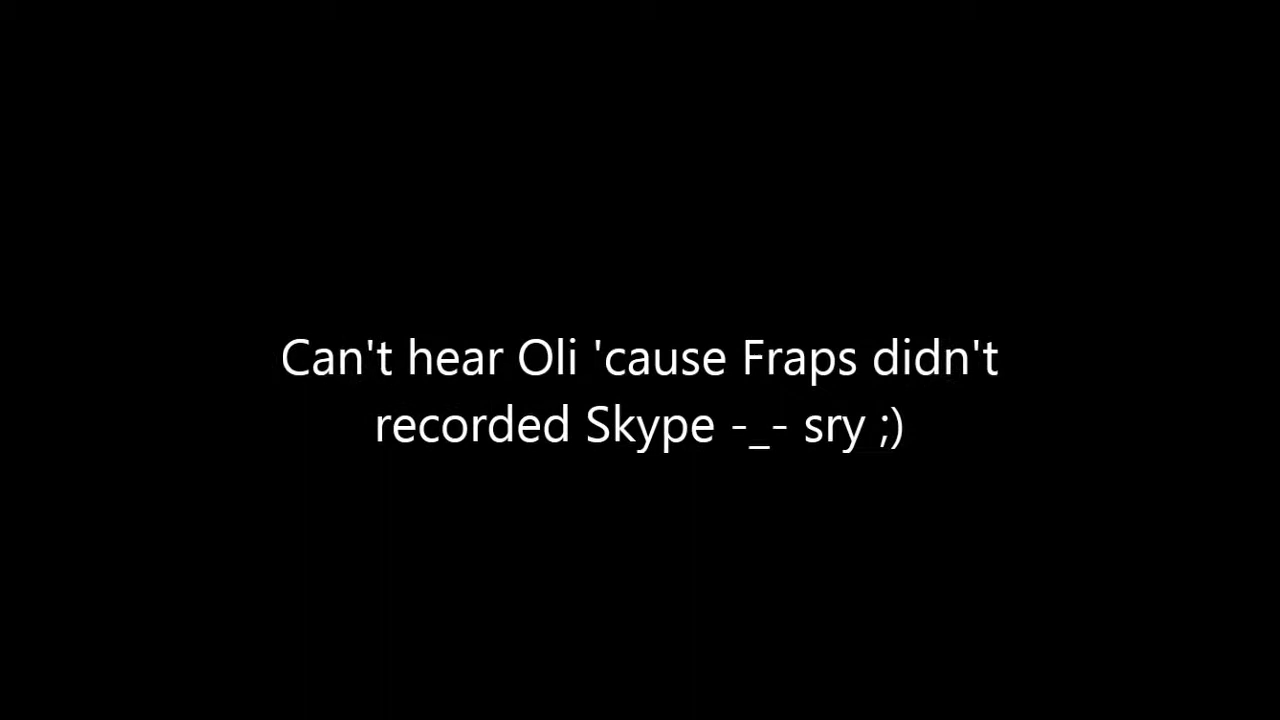 Can't hear Oli 'cause Fraps didn't
recorded Skype -_- sry ;)